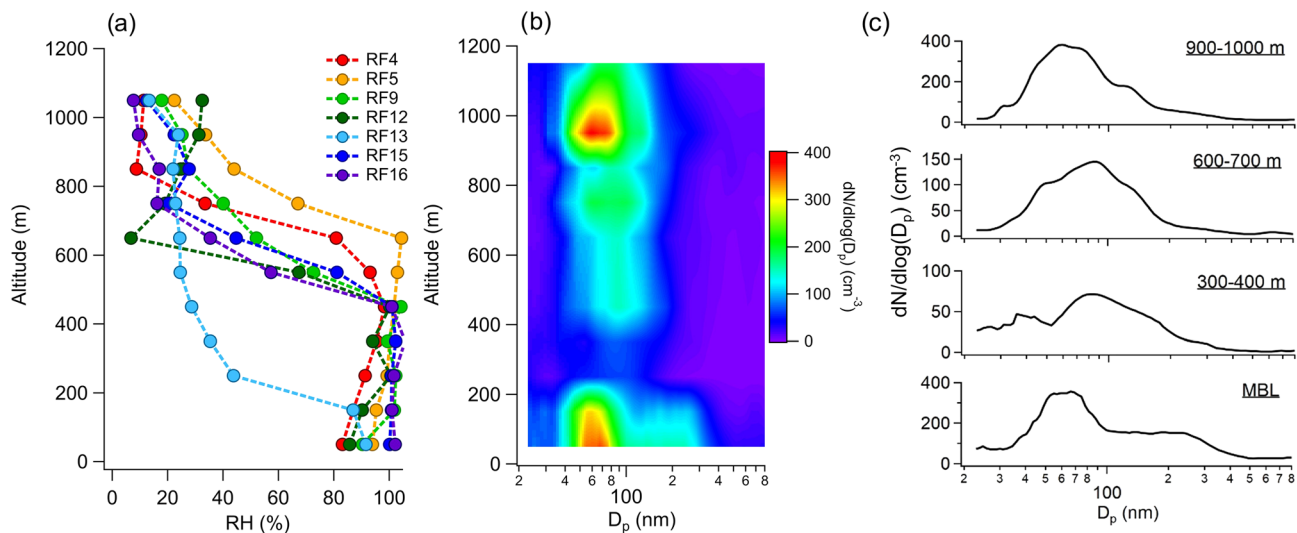 (a)
1200
1000
800
600
400
200
0
Altitude (m)
0 20 40 60 80 100
RH (%)
RF4
RF5
RF9
RF12
RF13
RF15
RF16
(b)
1200
1000
800
600
400
200
0
Altitude (m)
2 4 6 8 100 2 4 6 8
Dp (nm)
400
300
200
100
0
dN/dlog(Dp) (cm-3)
(c)
dN/dlog(Dp) (cm-3)
400
200
0
900-1000 m
150
100
50
0
600-700 m
100
50
0
300-400 m
400
200
0
MBL
2 3 4 5 6 7 8 100 2 3 4 5 6 7 8
Dp (nm)